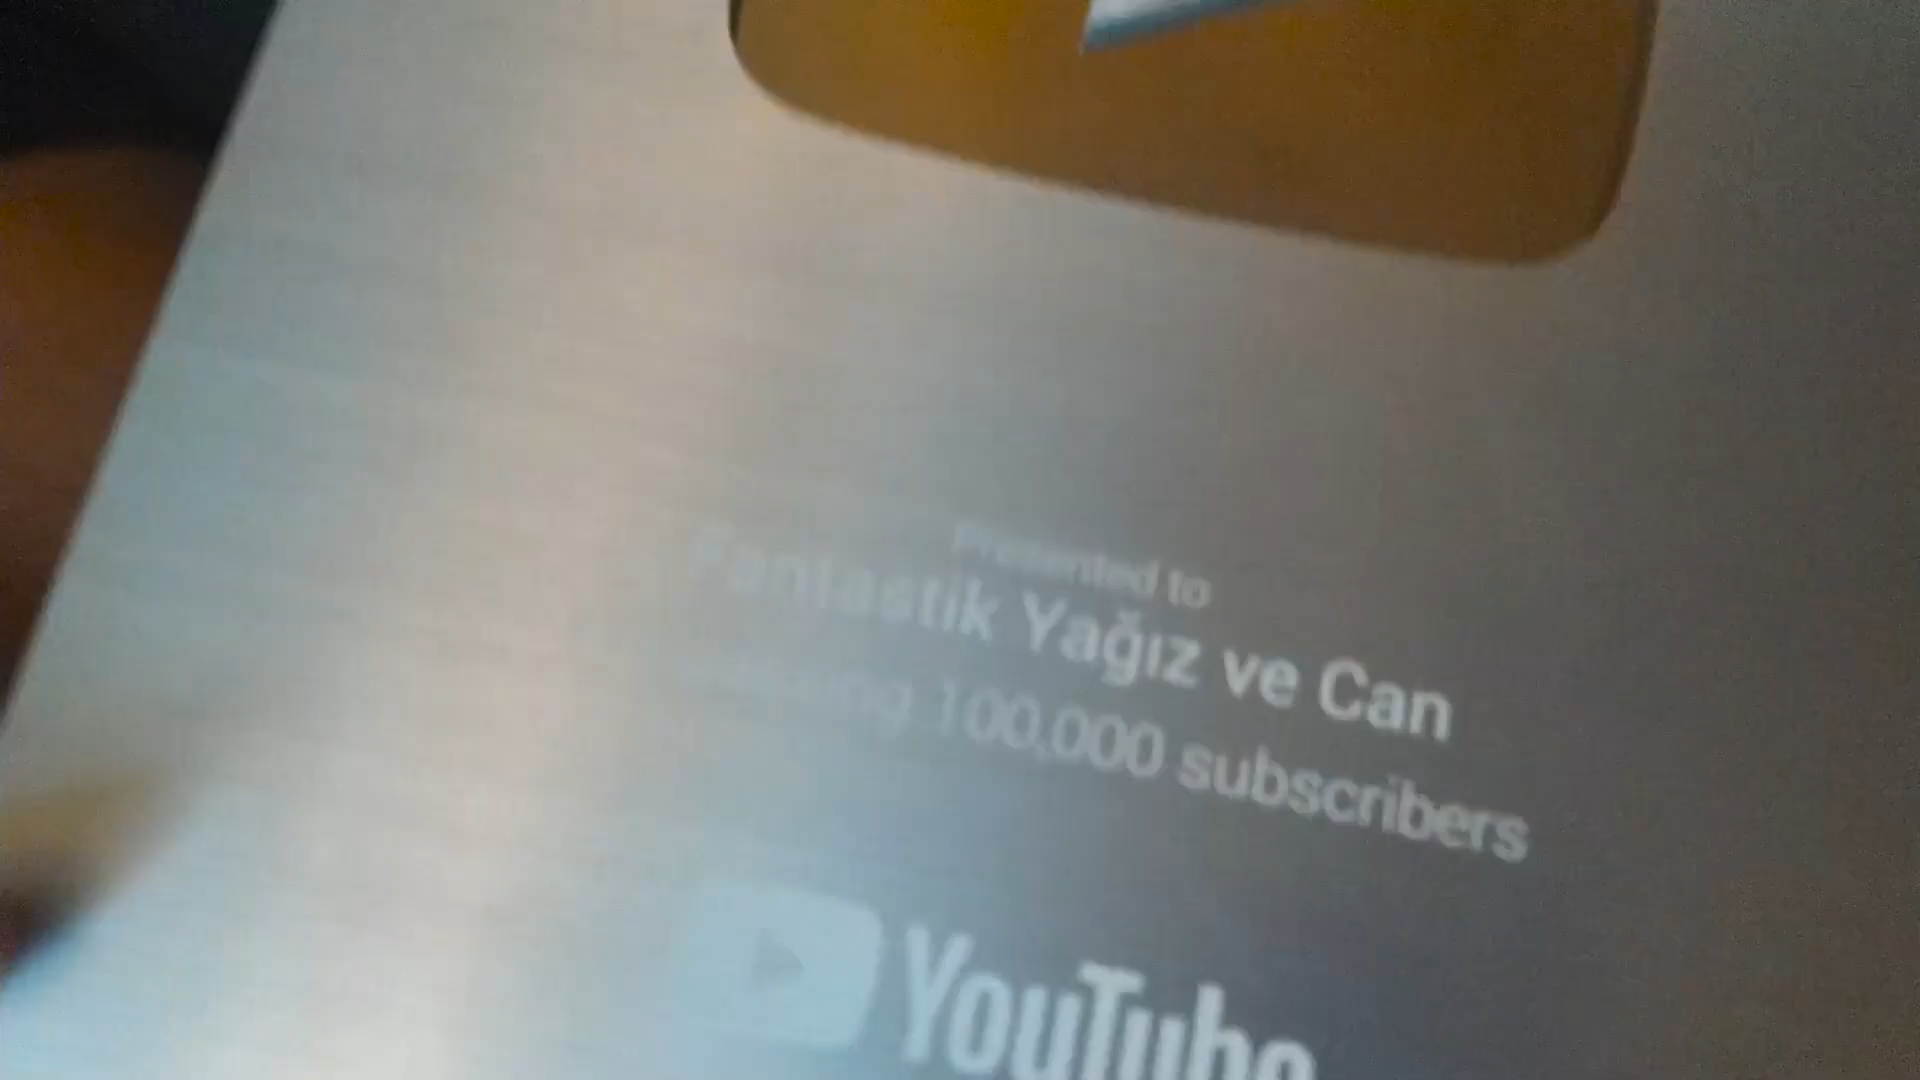 Presented to
Fantastik Yağız ve Can
100,000 subscribers
YouTube